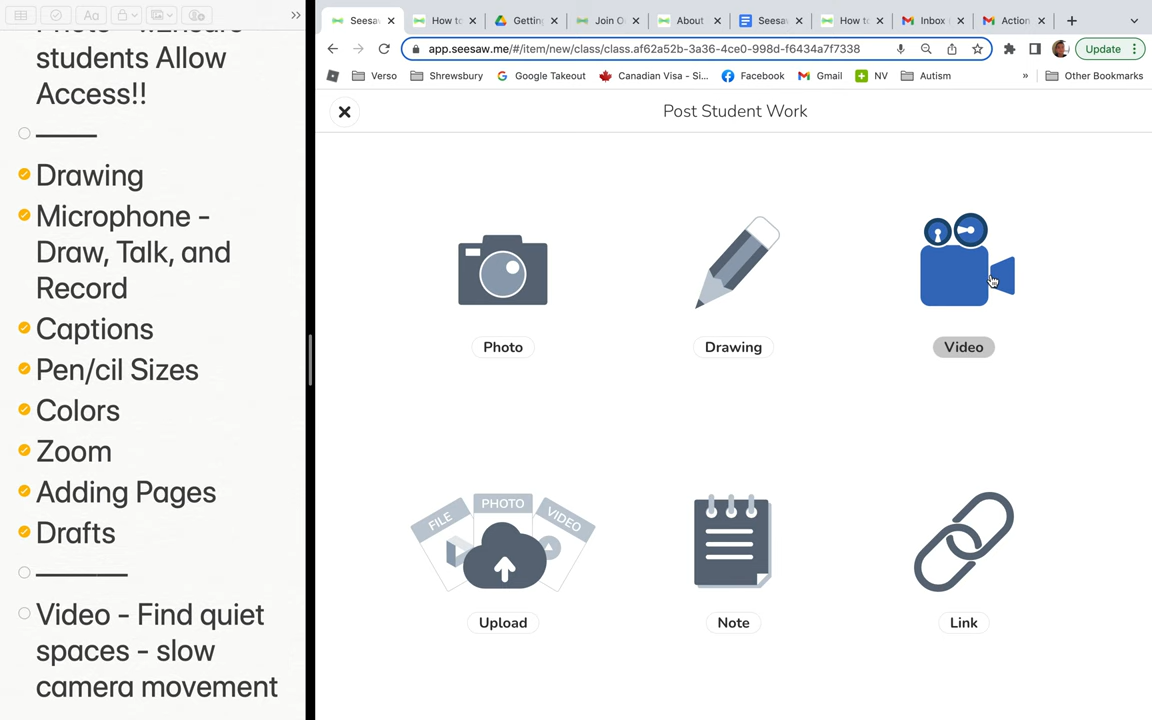 students Allow
Access!!
Drawing
Microphone -
Draw, Talk, and
Record
Captions
Pen/cil Sizes
Colors
Zoom
Adding Pages
Drafts
Video - Find quiet
spaces - slow
camera movement
Aa
Seesaw
How to
Getting
Join O
About
Seesaw
How to
Inbox
Action
app.seesaw.me/#/item/new/class/class.af62a52b-3a36-4ce0-998d-f6434a7f7338
Update
Verso
Shrewsbury
Google Takeout
Canadian Visa - Si...
Facebook
Gmail
NV
Autism
»
Other Bookmarks
Post Student Work
Photo
Drawing
Video
FILE
PHOTO
VIDEO
Upload
Note
Link